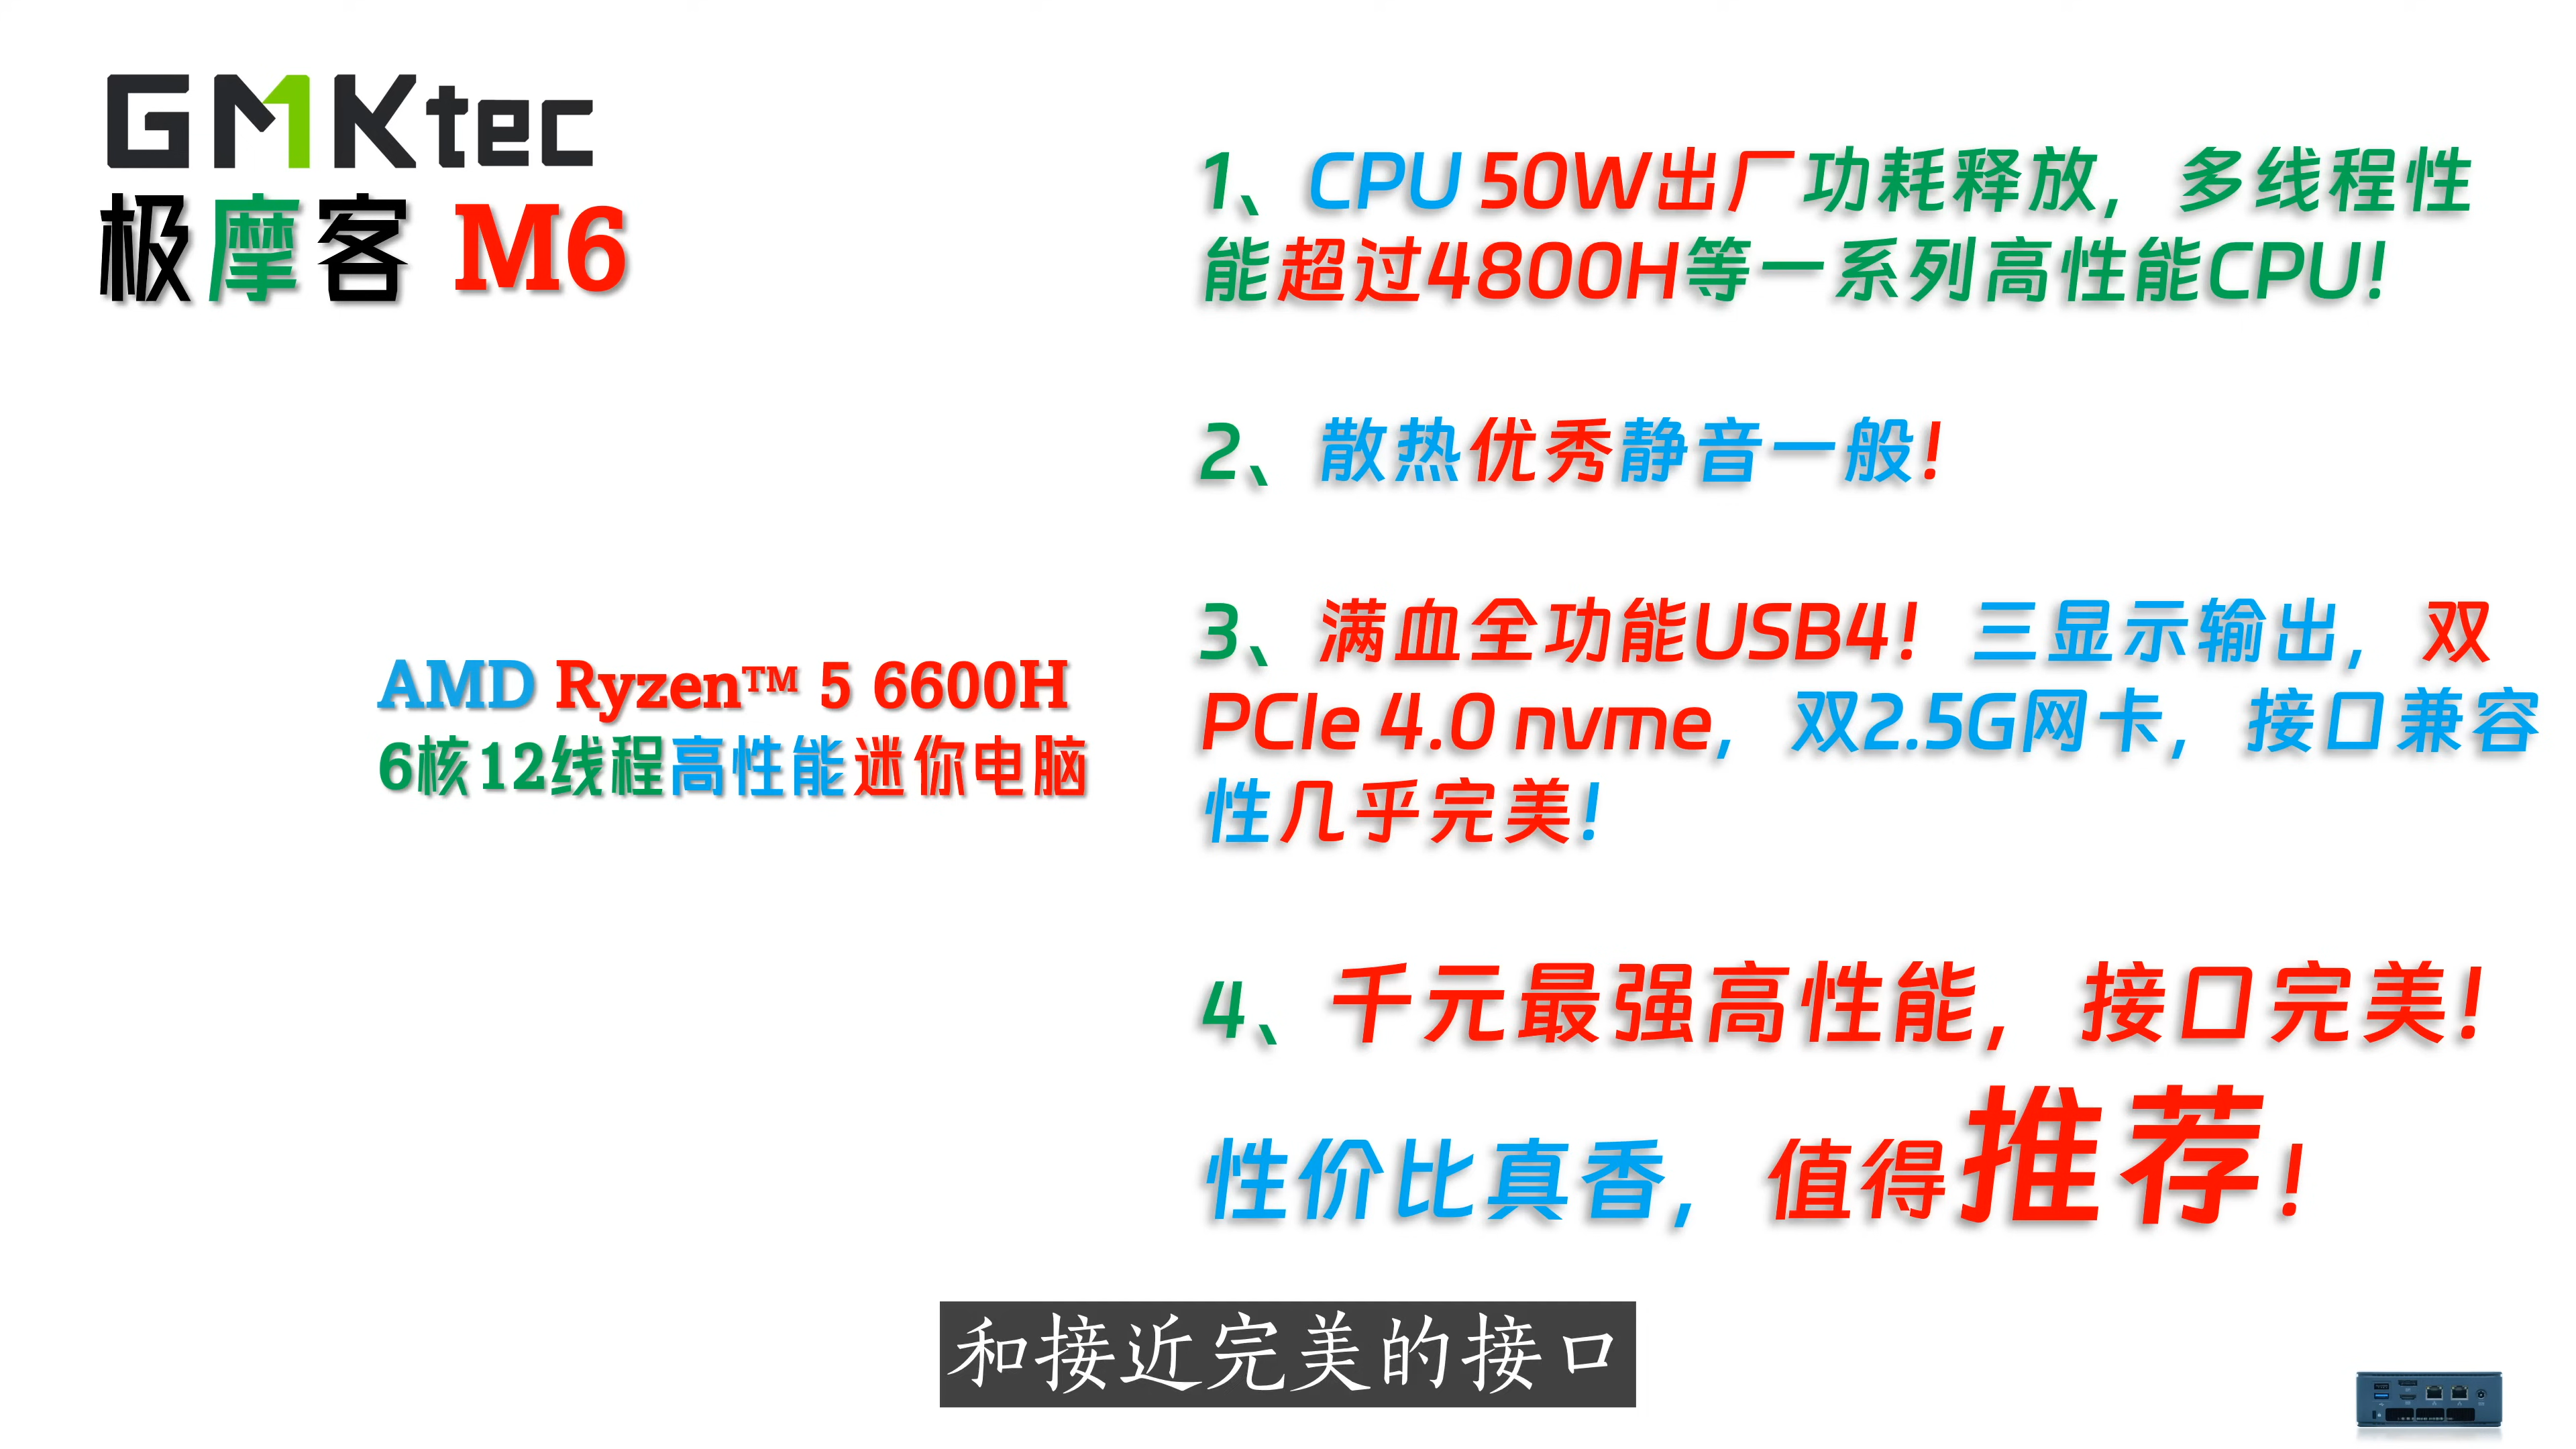 GMKtec
极摩客 M6
AMD Ryzen™ 5 6600H
6核12线程高性能迷你电脑
1、CPU 50W出厂功耗释放，多线程性
能超过4800H等一系列高性能CPU！
2、散热优秀静音一般！
3、满血全功能USB4！三显示输出，双
PCIe 4.0 nvme，双2.5G网卡，接口兼容
性几乎完美！
4、千元最强高性能，接口完美！
性价比真香，值得推荐！
和接近完美的接口